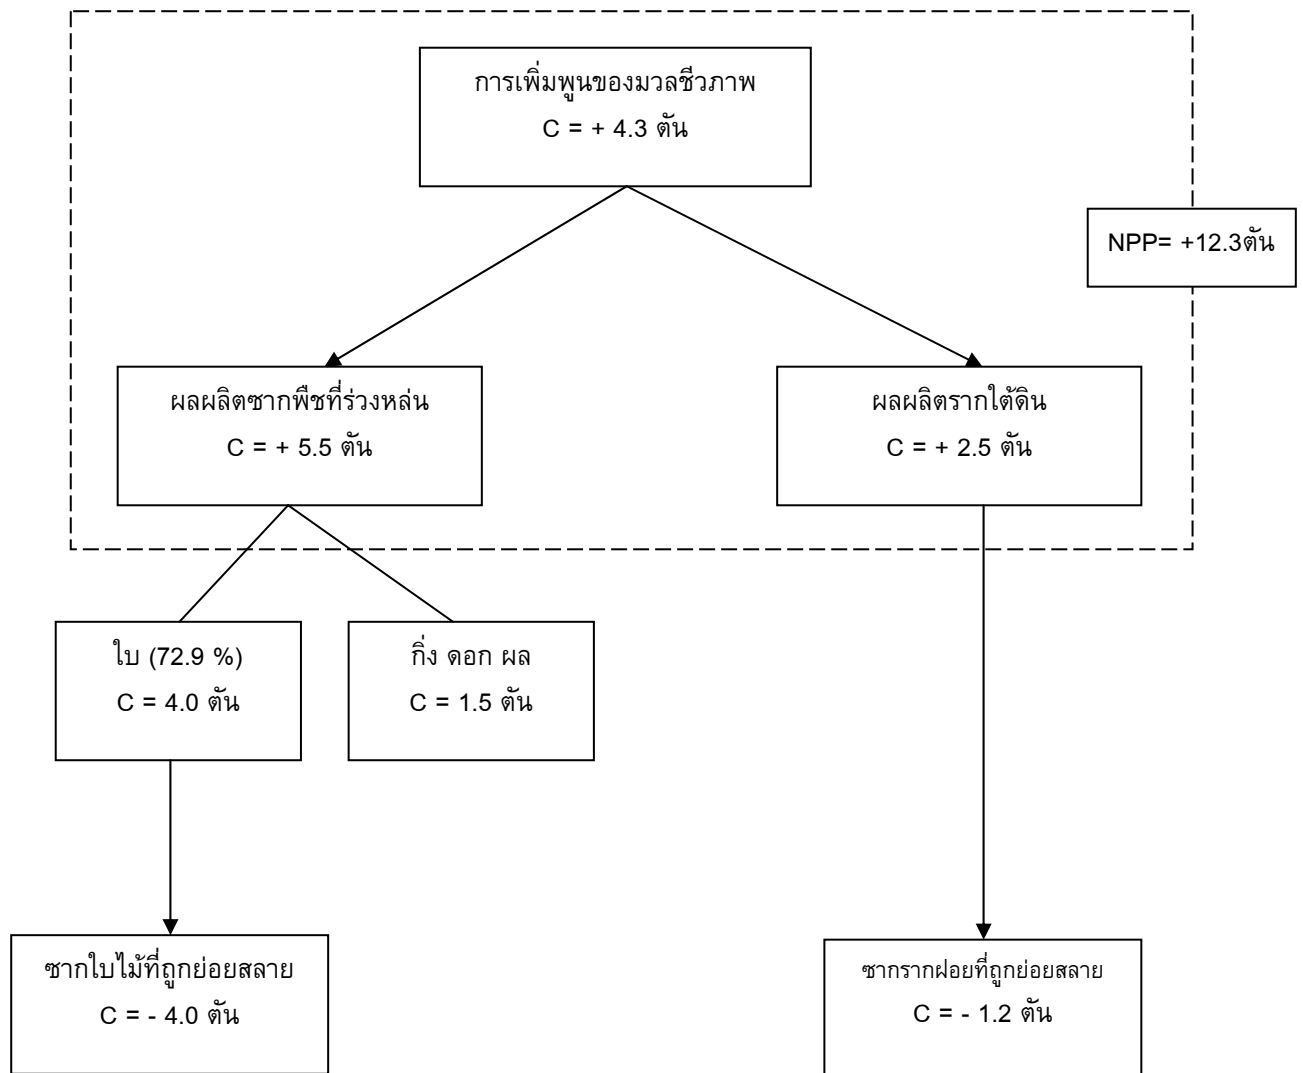 การเพิ่มพูนของมวลชีวภาพ
C = + 4.3 ตัน
NPP= +12.3ตัน
ผลผลิตซากพืชที่ร่วงหล่น
C = + 5.5 ตัน
ผลผลิตรากใต้ดิน
C = + 2.5 ตัน
ใบ (72.9 %)
C = 4.0 ตัน
กิ่ง ดอก ผล
C = 1.5 ตัน
ซากใบไม้ที่ถูกย่อยสลาย
C = - 4.0 ตัน
ซากรากฝอยที่ถูกย่อยสลาย
C = - 1.2 ตัน